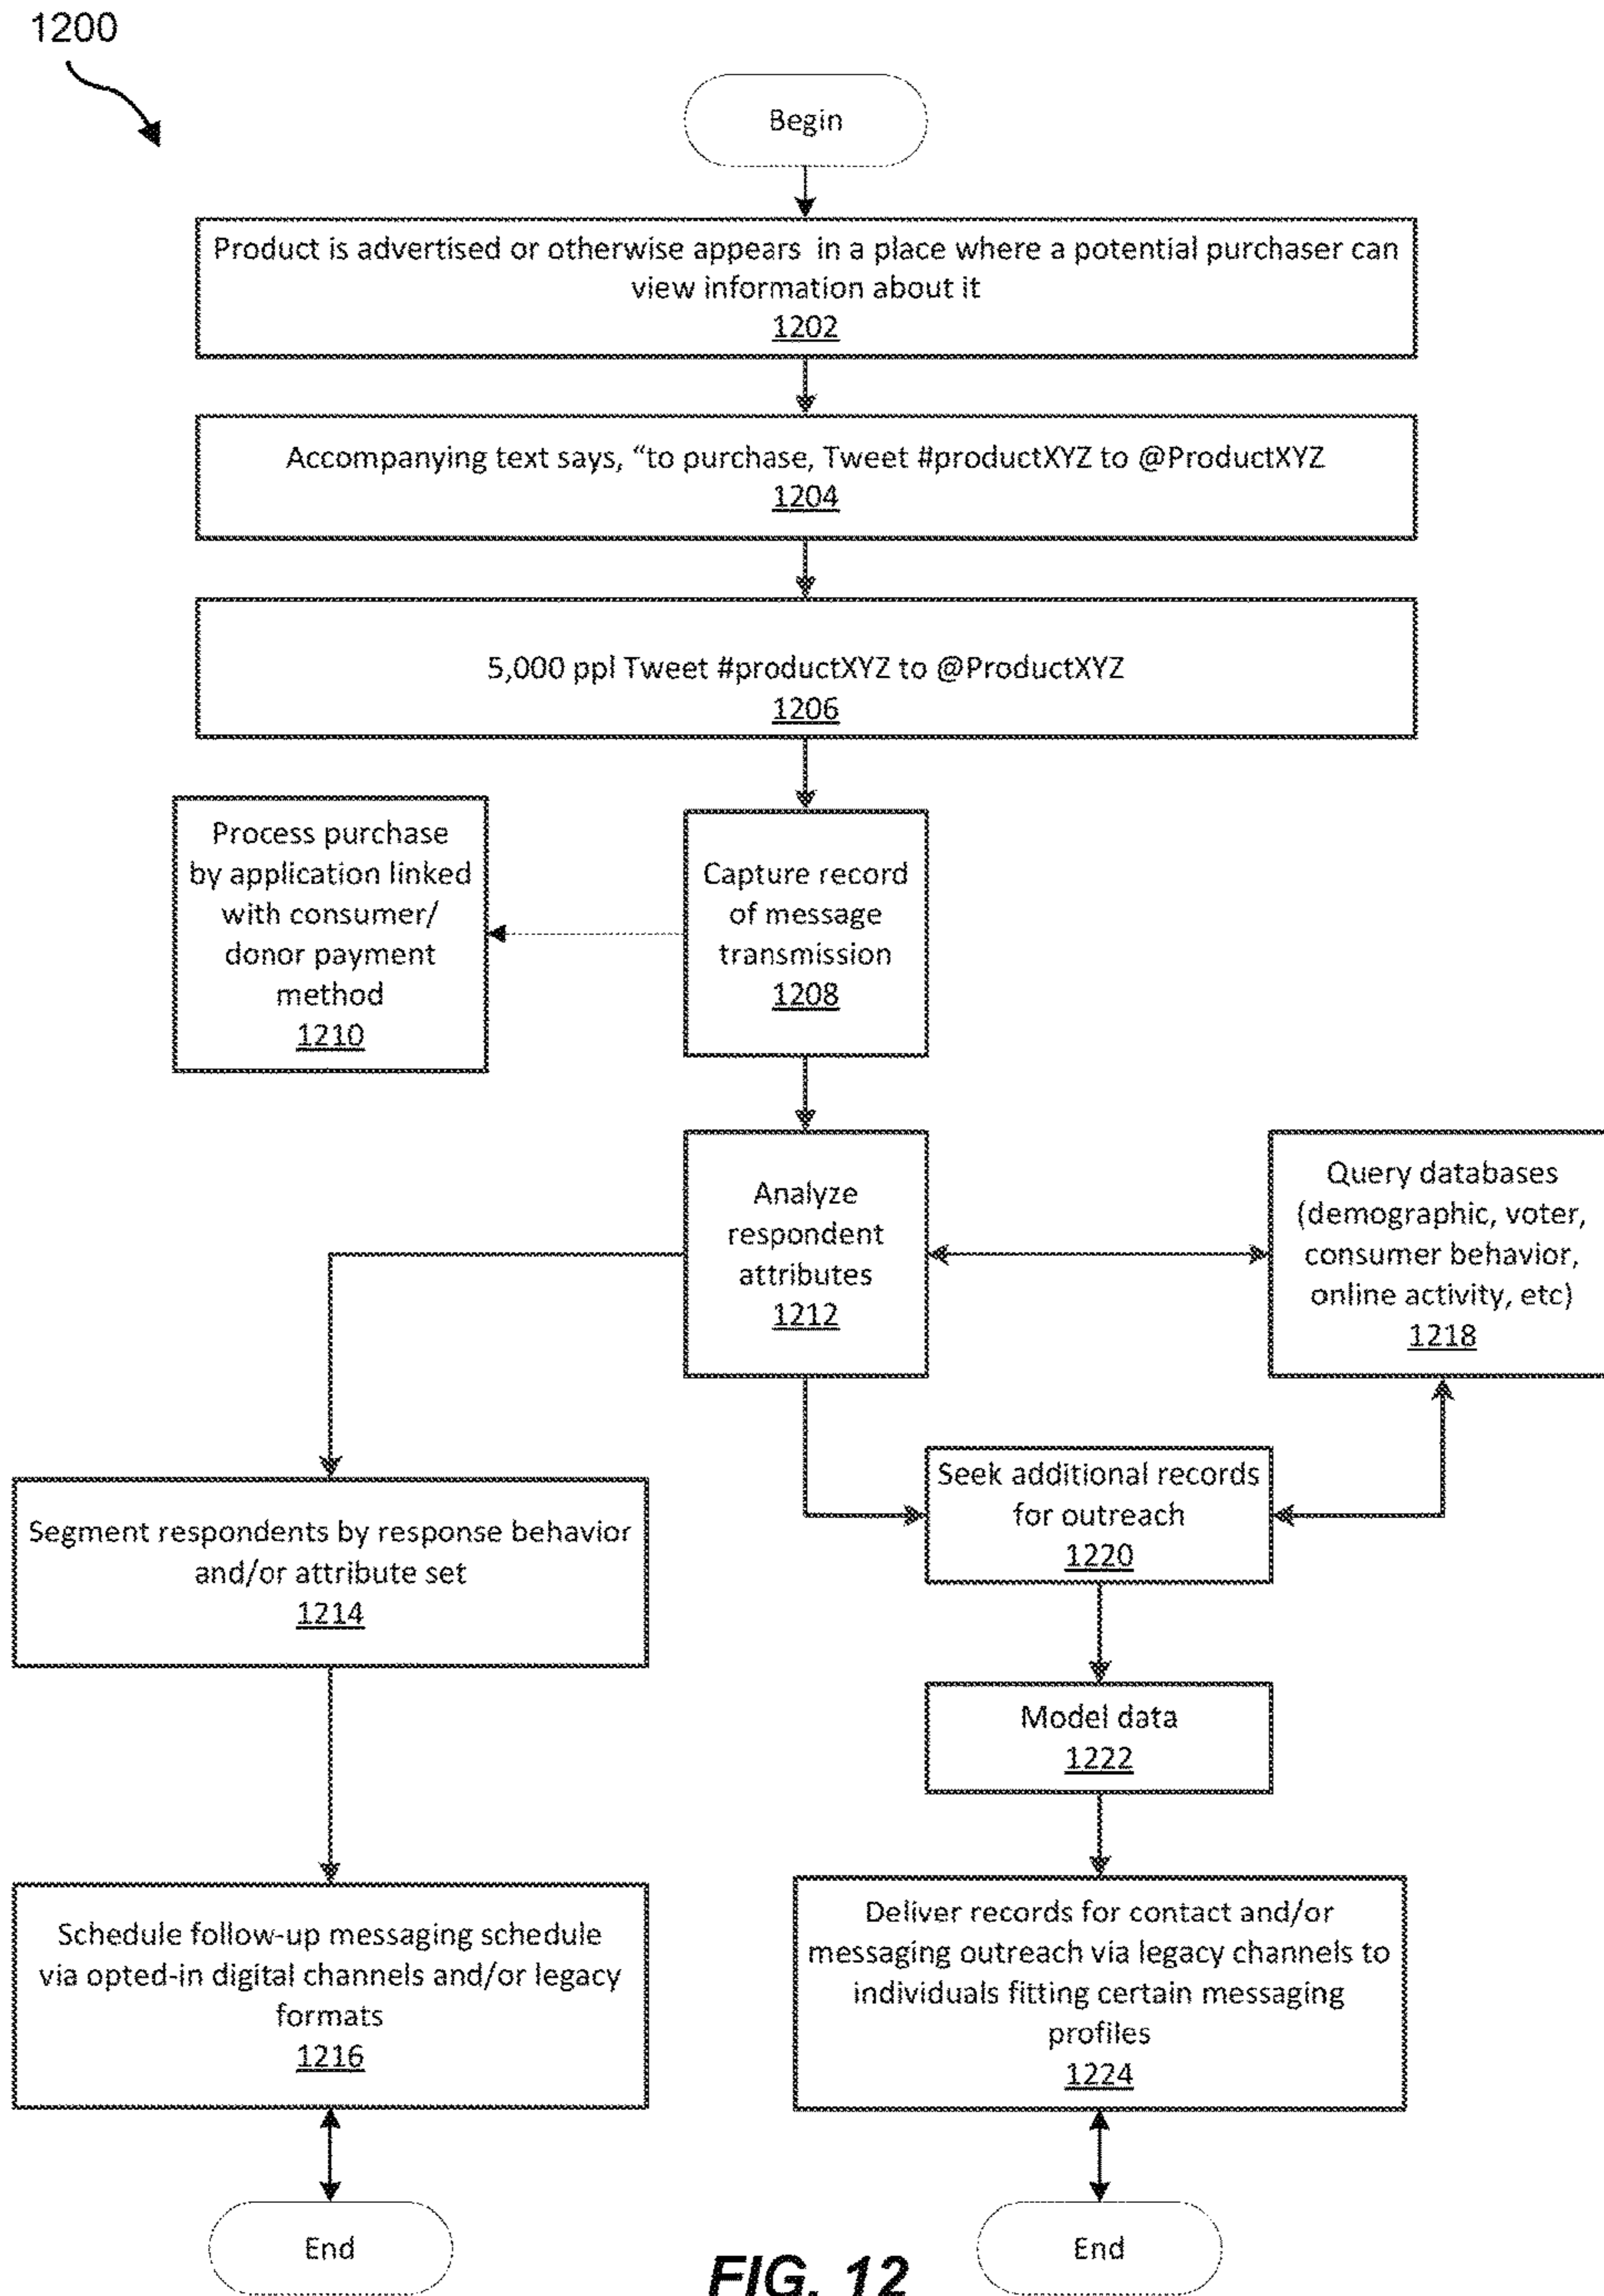 1200
Begin
Product is advertised or otherwise appears in a place where a potential purchaser can
view information about it
1202
Accompanying text says, “to purchase, Tweet #productXYZ to @ProductXYZ
1204
5,000 ppl Tweet #productXYZ to @ProductXYZ
1206
Process purchase
by application linked
with consumer/
donor payment
method
1210
Capture record
of message
transmission
1208
Analyze
respondent
attributes
1212
Query databases
(demographic, voter,
consumer behavior,
online activity, etc)
1218
Segment respondents by response behavior
and/or attribute set
1214
Seek additional records
for outreach
1220
Model data
1222
Schedule follow-up messaging schedule
via opted-in digital channels and/or legacy
formats
1216
Deliver records for contact and/or
messaging outreach via legacy channels to
individuals fitting certain messaging
profiles
1224
End
End
FIG. 12